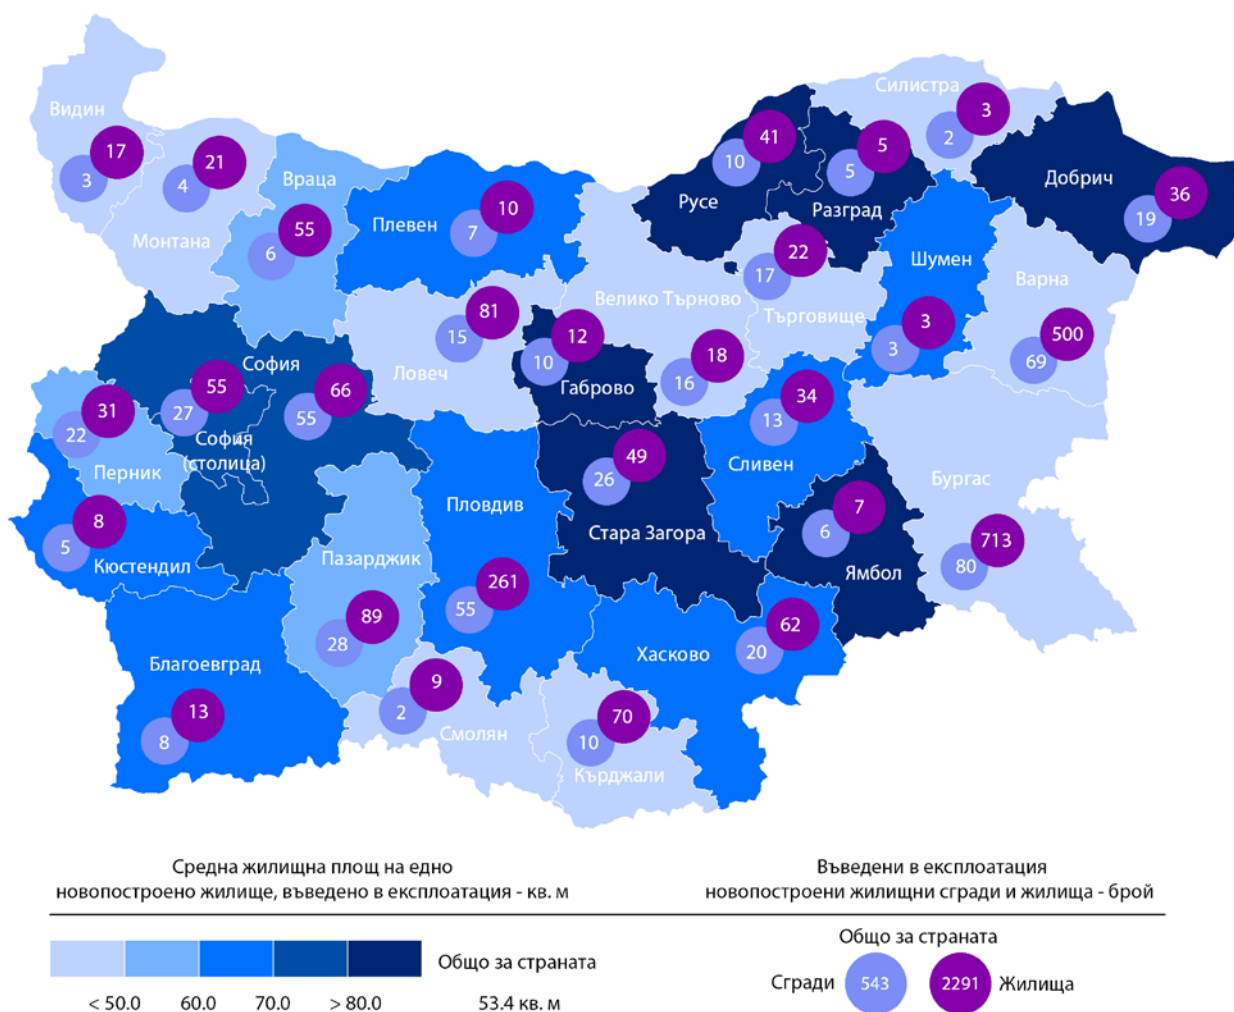 Силистра
3
2
Видин
17
3
21
4
Монтана
Враца
55
6
Плевен
10
7
41
10
Русе
5
5
Разград
Добрич
36
19
Шумен
3
3
Варна
500
69
22
17
Търговище
Велико Търново
18
16
81
15
Ловеч
12
10
Габрово
София
66
55
55
27
София
(столица)
31
22
Перник
8
5
Кюстендил
34
13
Сливен
49
26
Стара Загора
Бургас
713
80
7
6
Ямбол
Пловдив
261
55
Пазарджик
89
28
62
20
Хасково
Благоевград
13
8
9
2
Смолян
70
10
Кърджали
Средна жилищна площ на едно
новопостроено жилище, въведено в експлоатация - кв. м
Общо за страната
< 50.0 60.0 70.0 > 80.0 53.4 кв. м
Въведени в експлоатация
новопостроени жилищни сгради и жилища - брой
Общо за страната
Сгради 543 2291 Жилища